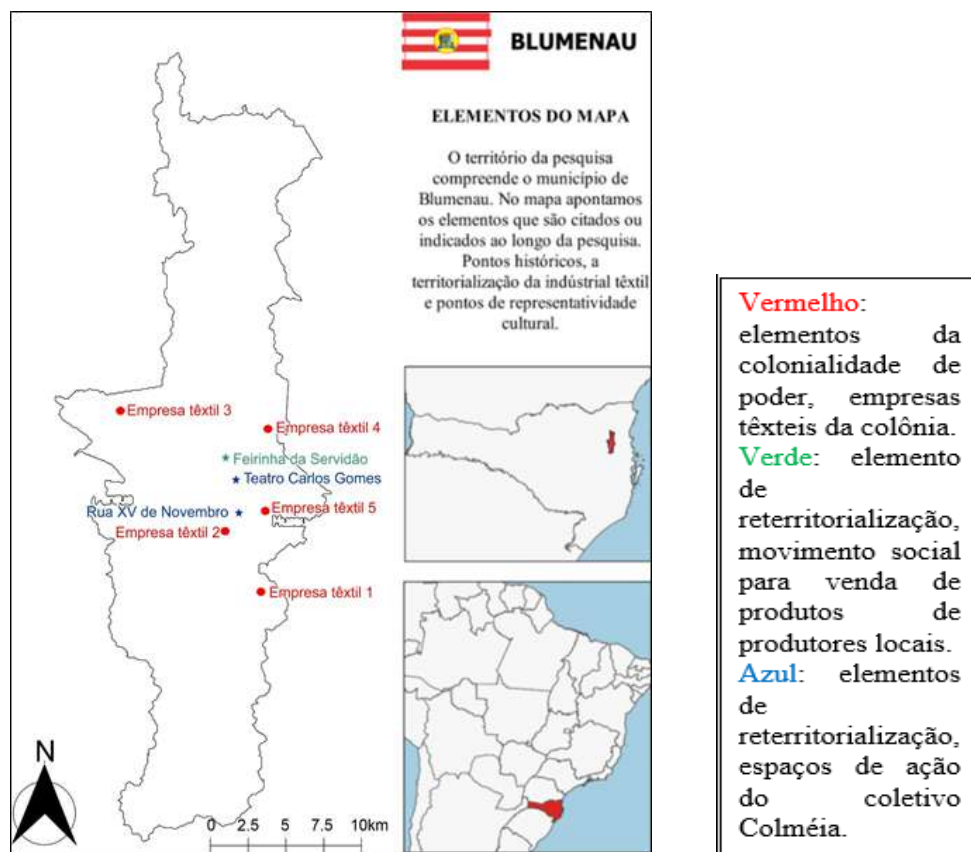 BLUMENAU
ELEMENTOS DO MAPA
O território da pesquisa
compreende o município de
Blumenau. No mapa apontamos
os elementos que são citados ou
indicados ao longo da pesquisa.
Pontos históricos, a
territorialização da indústrial têxtil
e pontos de representatividade
cultural.
Empresa têxtil 3
Empresa têxtil 4
Feirinha da Servidão
Teatro Carlos Gomes
Rua XV de Novembro
Empresa têxtil 5
Empresa têxtil 2
Empresa têxtil 1
N
0 2.5 5 7.5 10km
Vermelho:
elementos da
colonialidade de
poder, empresas
têxteis da colônia.
Verde: elemento
de
reterritorialização,
movimento social
para venda de
produtos de
produtores locais.
Azul: elementos
de
reterritorialização,
espaços de ação
do coletivo
Colméia.